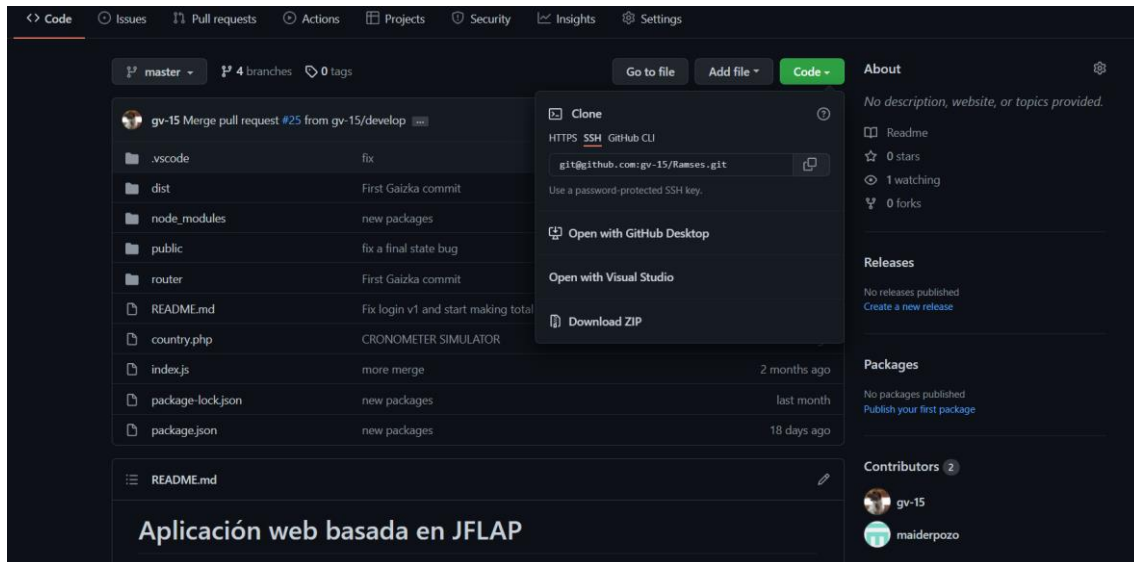 Code Issues Pull requests Actions Projects Security Insights Settings
master 4 branches 0 tags Go to file Add file Code
gv-15 Merge pull request #25 from gv-15/develop ...
.vscode fix
dist First Gaizka commit
node_modules new packages
public fix a final state bug
router First Gaizka commit
README.md Fix login v1 and start making total
country.php CRONOMETER SIMULATOR
index.js more merge 2 months ago
package-lock.json new packages last month
package.json new packages 18 days ago
Clone
HTTPS SSH GitHub CLI
git@github.com:gv-15/Ramses.git
Use a password-protected SSH key.
Open with GitHub Desktop
Open with Visual Studio
Download ZIP
README.md
Aplicación web basada en JFLAP
About
No description, website, or topics provided.
Readme
0 stars
1 watching
0 forks
Releases
No releases published
Create a new release
Packages
No packages published
Publish your first package
Contributors 2
gv-15
maiderpozo